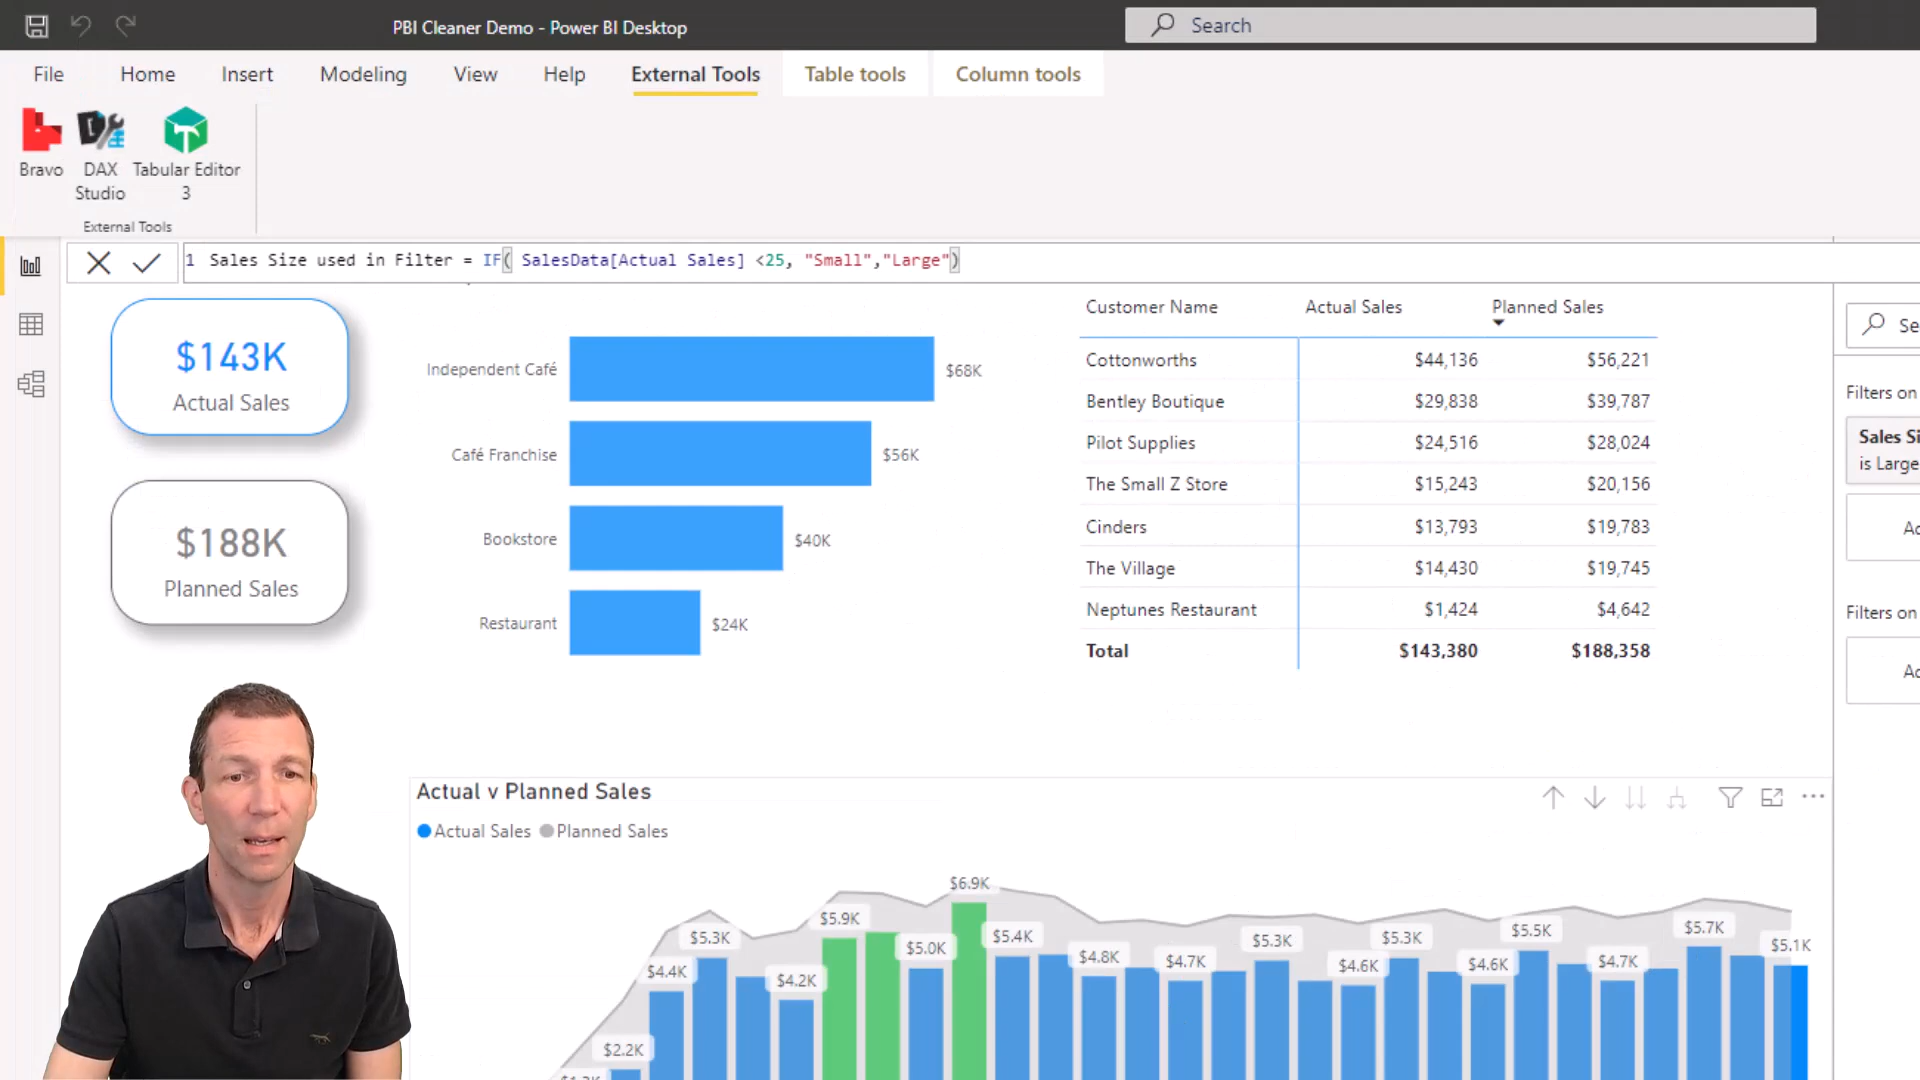 PBI Cleaner Demo - Power BI Desktop
Search
File Home Insert Modeling View Help External Tools Table tools Column tools
Bravo
DAX Studio
Tabular Editor 3
External Tools
1 Sales Size used in Filter = IF( SalesData[Actual Sales] <25, "Small","Large")
$143K
Actual Sales
$188K
Planned Sales
Independent Café $68K
Café Franchise $56K
Bookstore $40K
Restaurant $24K
Customer Name Actual Sales Planned Sales
Cottonworths $44,136 $56,221
Bentley Boutique $29,838 $39,787
Pilot Supplies $24,516 $28,024
The Small Z Store $15,243 $20,156
Cinders $13,793 $19,783
The Village $14,430 $19,745
Neptunes Restaurant $1,424 $4,642
Total $143,380 $188,358
Se
Filters on
Sales Si
is Large
Ac
Filters on
Ac
Actual v Planned Sales
Actual Sales Planned Sales
$2.2K
$4.4K
$5.3K
$4.2K
$5.9K
$5.0K
$6.9K
$5.4K
$4.8K
$4.7K
$5.3K
$4.6K
$5.3K
$4.6K
$5.5K
$4.7K
$5.7K
$5.1K